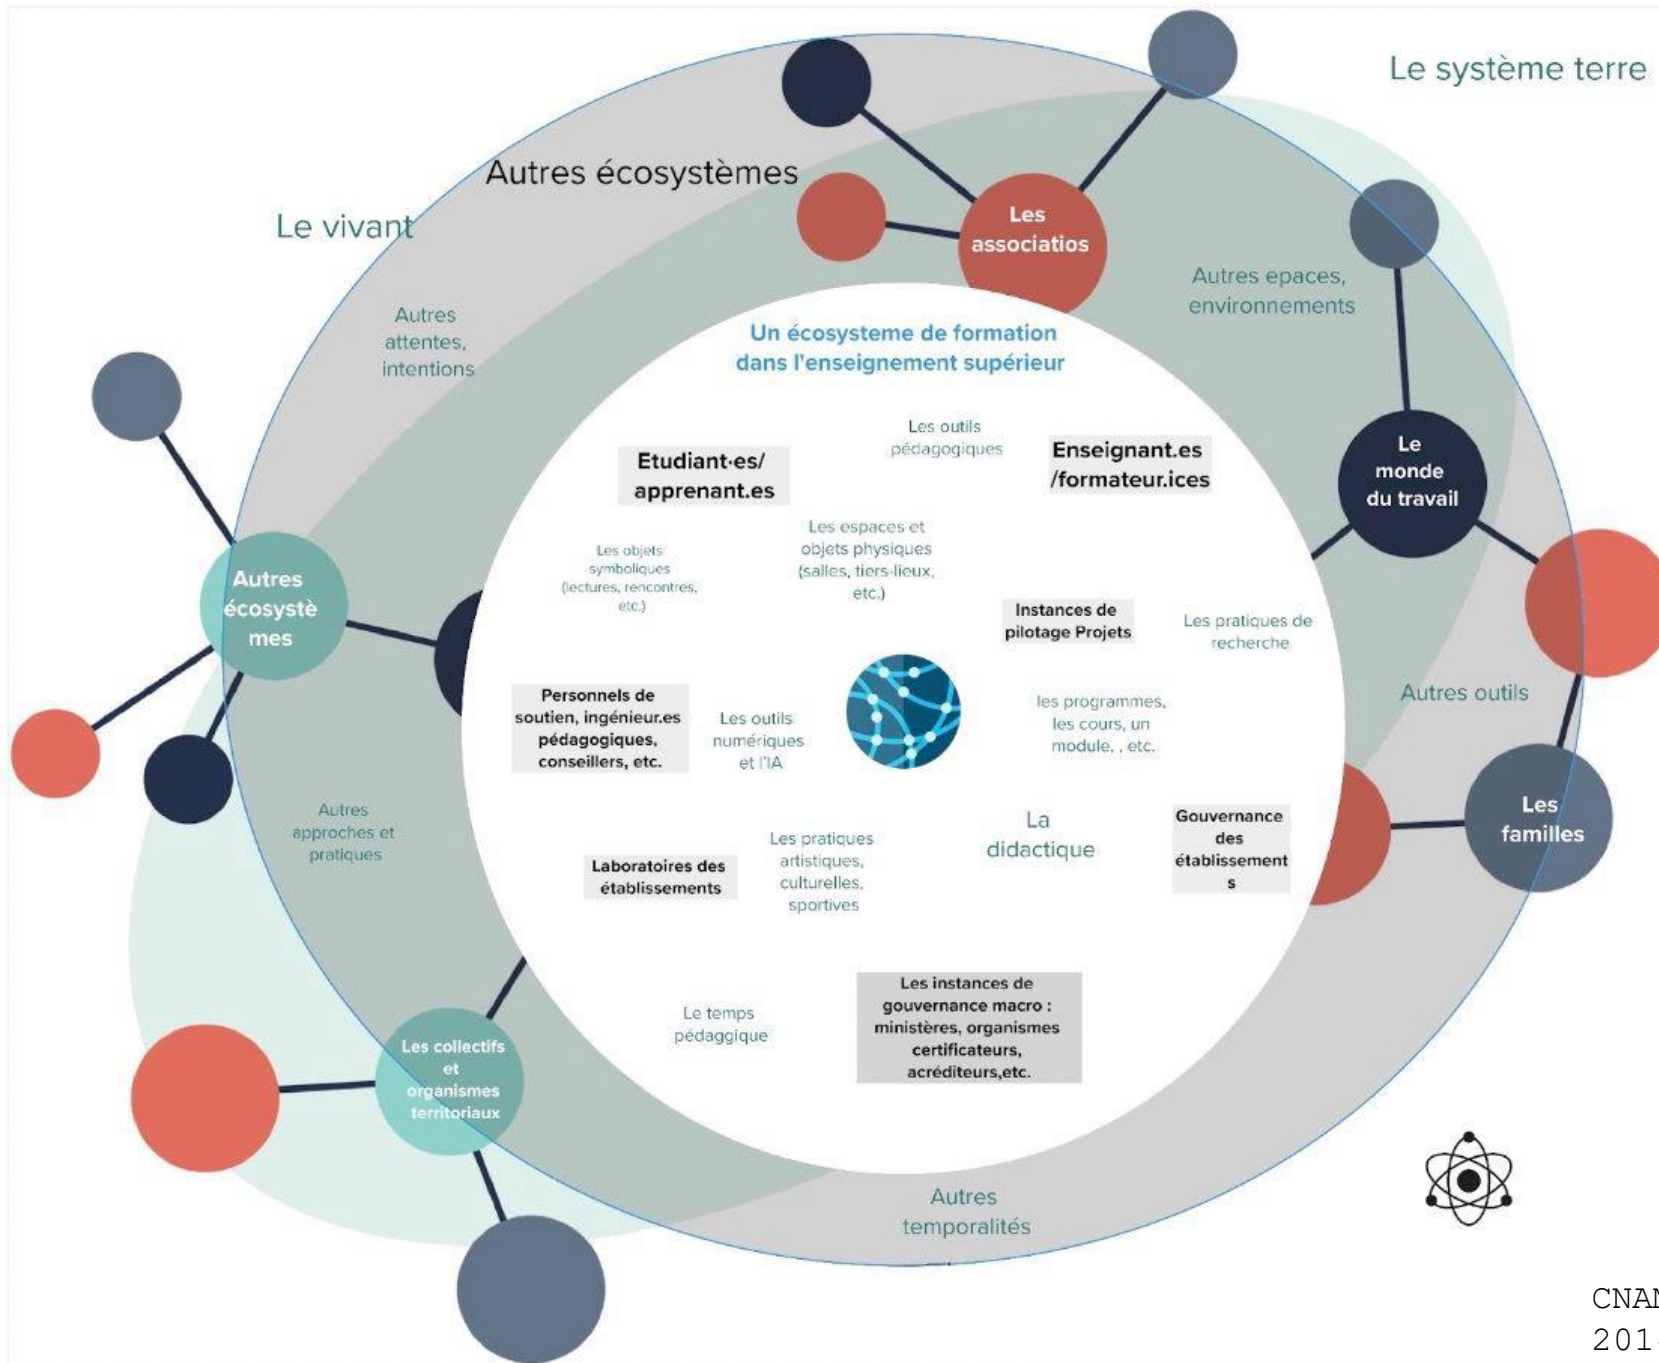 Le système terre
Autres écosystèmes
Le vivant
Les
associatios
Autres epaces,
environnements
Autres
attentes,
intentions
Un écosysteme de formation
dans l'enseignement supérieur
Les outils
pédagogiques
Etudiant·es/
apprenant.es
Enseignant.es
/formateur.ices
Le
monde
du travail
Les espaces et
objets physiques
(salles, tiers-lieux,
etc.)
Les objets
symboliques
(lectures, rencontres,
etc.)
Autres
écosystè
mes
Instances de
pilotage Projets
Les pratiques de
recherche
Personnels de
soutien, ingénieur.es
pédagogiques,
conseillers, etc.
Les outils
numériques
et l'IA
les programmes,
les cours, un
module, , etc.
Autres outils
Autres
approches et
pratiques
Les
familles
La
didactique
Gouvernance
des
établissement
s
Laboratoires des
établissements
Les pratiques
artistiques,
culturelles,
sportives
Le temps
pédaggique
Les instances de
gouvernance macro :
ministères, organismes
certificateurs,
acréditeurs,etc.
Les collectifs
et
organismes
territoriaux
Autres
temporalités